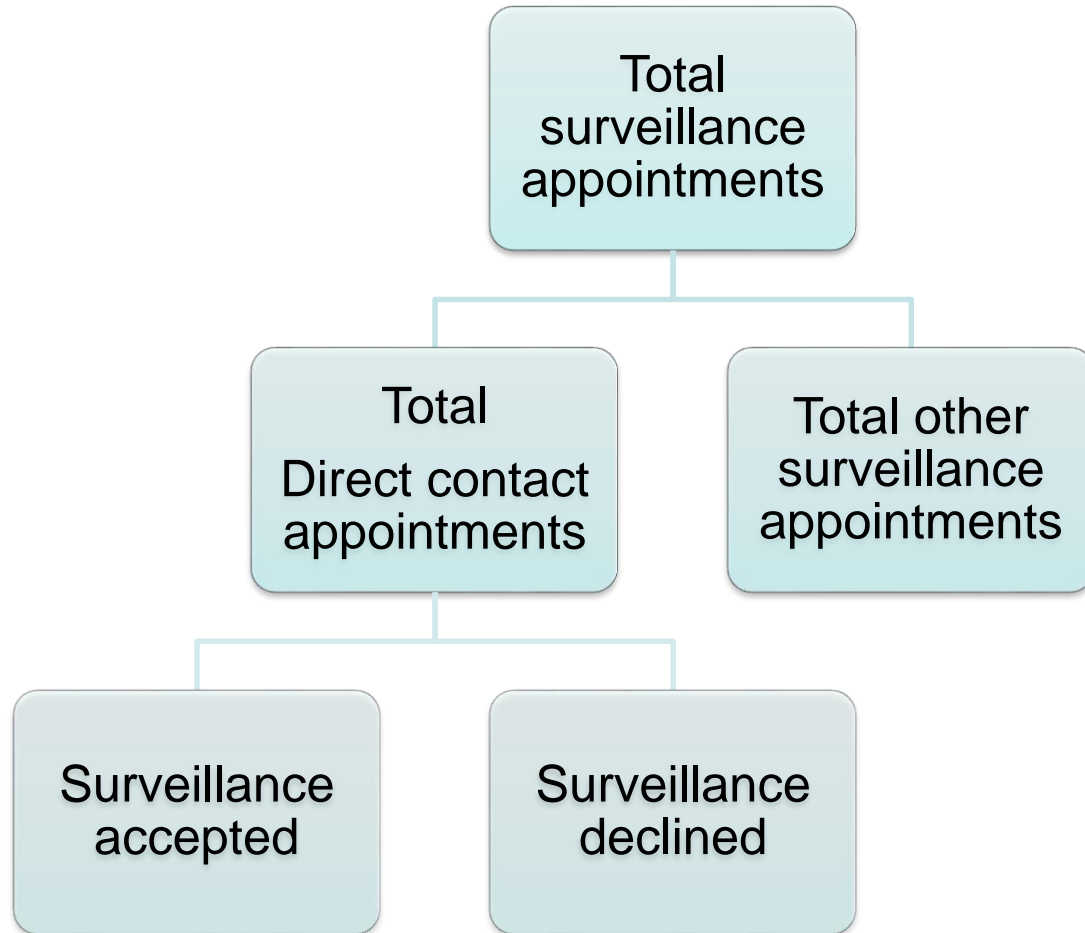 Total
surveillance
appointments
Total
Direct contact
appointments
Total other
surveillance
appointments
Surveillance
accepted
Surveillance
declined